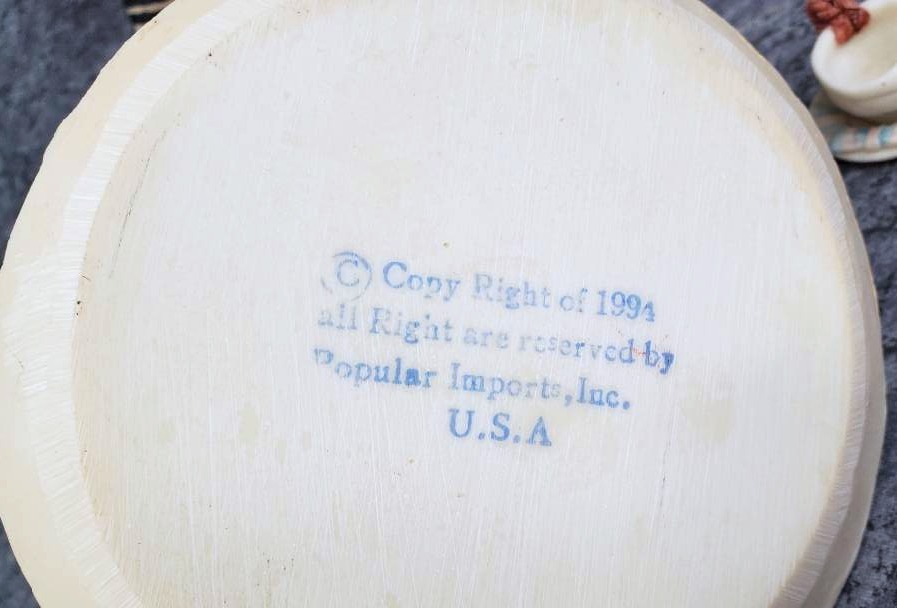 © Copy Right of 1994
all Right are reserved by
Popular Imports,Inc.
U.S.A